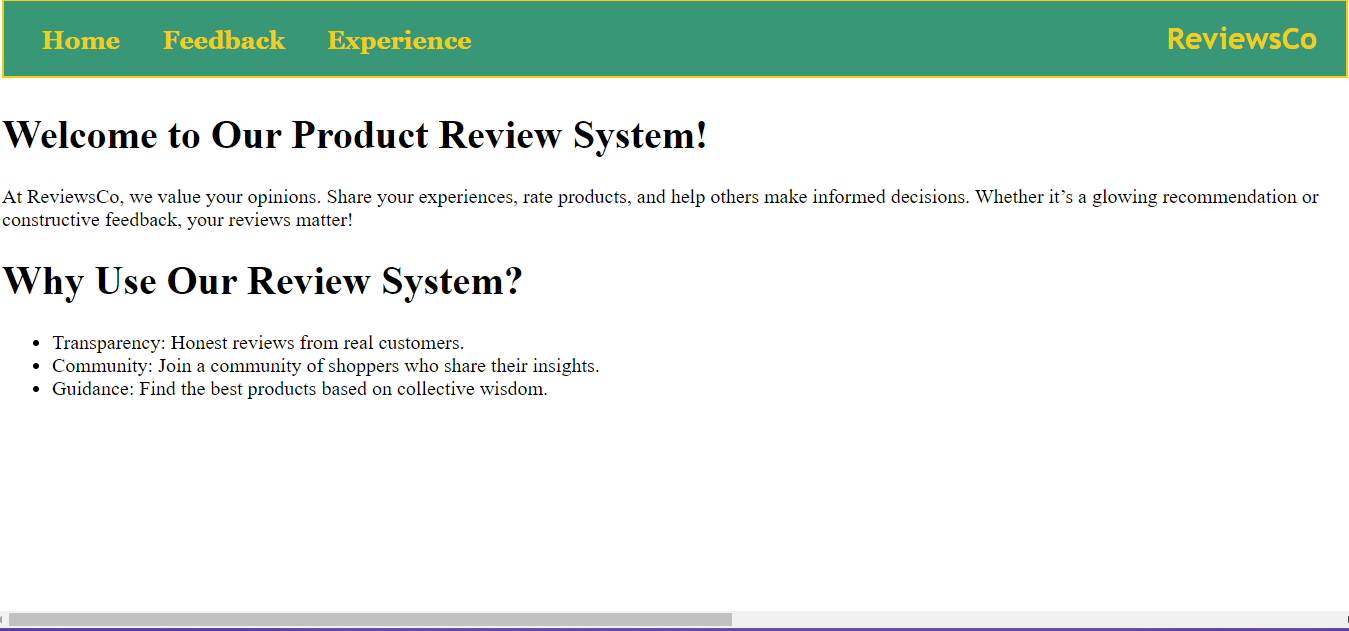 Home Feedback Experience ReviewsCo
Welcome to Our Product Review System!
At ReviewsCo, we value your opinions. Share your experiences, rate products, and help others make informed decisions. Whether it’s a glowing recommendation or
constructive feedback, your reviews matter!
Why Use Our Review System?
• Transparency: Honest reviews from real customers.
• Community: Join a community of shoppers who share their insights.
• Guidance: Find the best products based on collective wisdom.